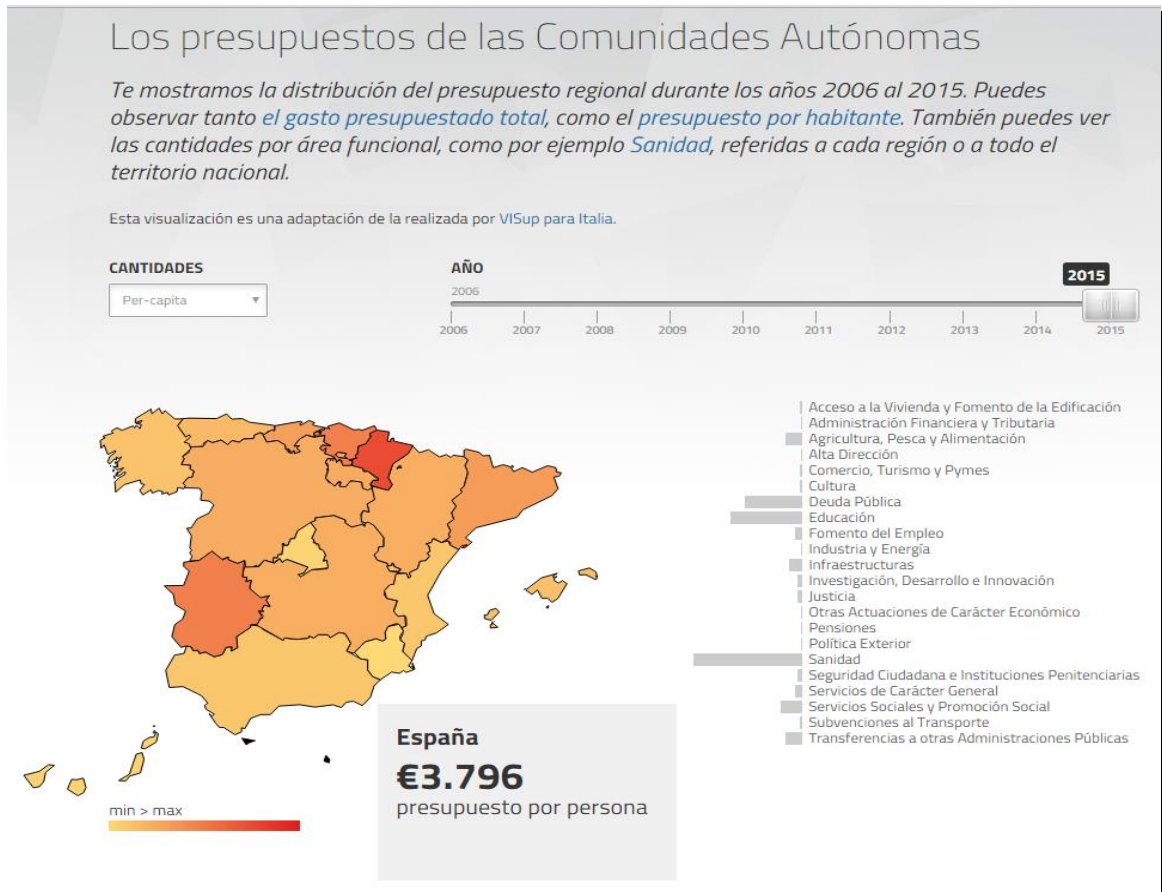 Los presupuestos de las Comunidades Autónomas
Te mostramos la distribución del presupuesto regional durante los años 2006 al 2015. Puedes
observar tanto el gasto presupuestado total, como el presupuesto por habitante. También puedes ver
las cantidades por área funcional, como por ejemplo Sanidad, referidas a cada región o a todo el
territorio nacional.
Esta visualización es una adaptación de la realizada por VISup para Italia.
CANTIDADES
Per-capita
AÑO
2015
2006
2006 2007 2008 2009 2010 2011 2012 2013 2014 2015
Acceso a la Vivienda y Fomento de la Edificación
Administración Financiera y Tributaria
Agricultura, Pesca y Alimentación
Alta Dirección
Comercio, Turismo y Pymes
Cultura
Deuda Pública
Educación
Fomento del Empleo
Industria y Energía
Infraestructuras
Investigación, Desarrollo e Innovación
Justicia
Otras Actuaciones de Carácter Económico
Pensiones
Política Exterior
Sanidad
Seguridad Ciudadana e Instituciones Penitenciarias
Servicios de Carácter General
Servicios Sociales y Promoción Social
Subvenciones al Transporte
Transferencias a otras Administraciones Públicas
España
€3.796
presupuesto por persona
min > max